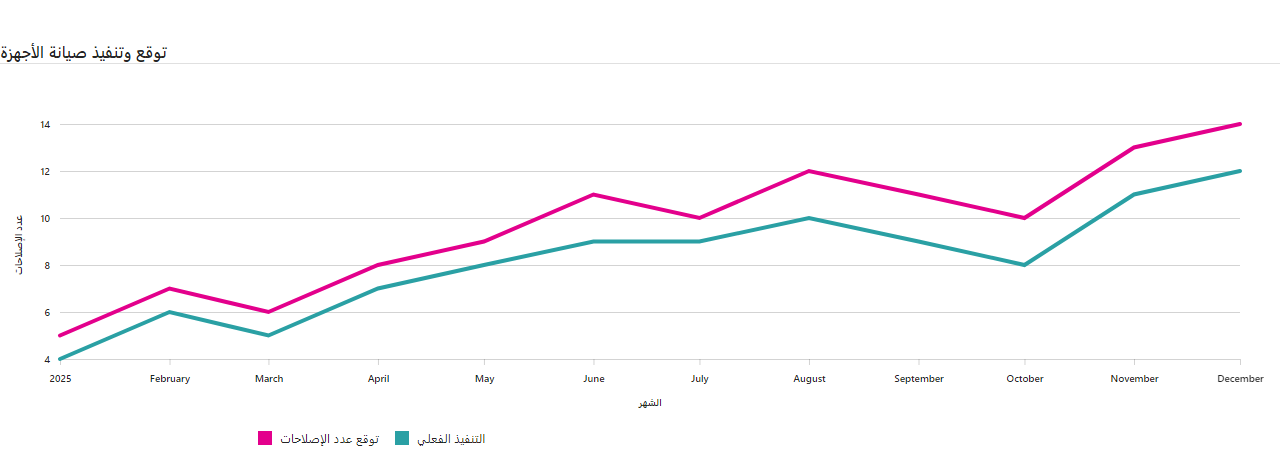 توقع وتنفيذ صيانة الأجهزة
عدد الإصلاحات
14
12
10
8
6
4
2025 February March April May June July August September October November December
الشهر
توقع عدد الإصلاحات التنفيذ الفعلي